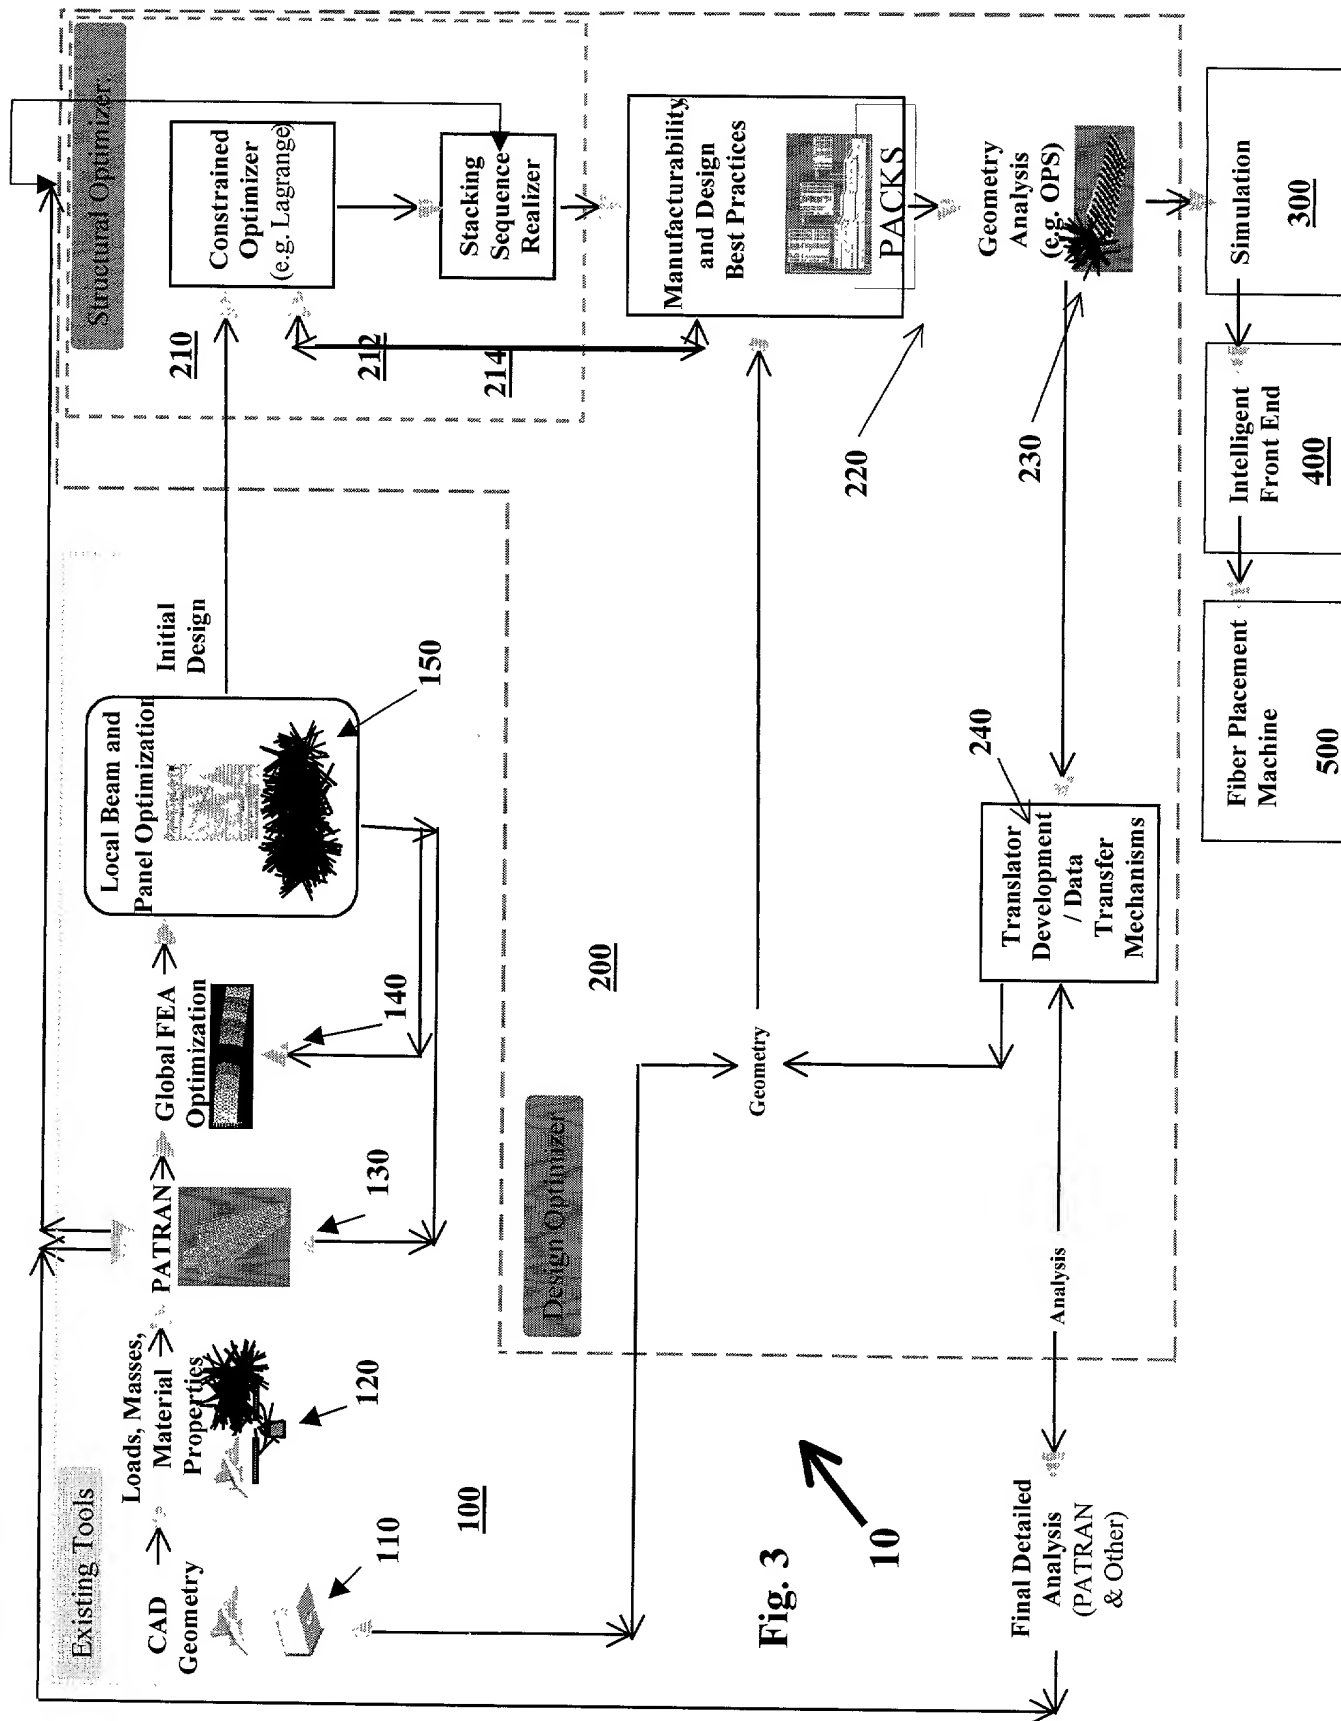 Existing Tools
CAD
Geometry
110
Loads, Masses,
Material
Properties
120
PATRAN
130
Global FEA
Optimization
140
Local Beam and
Panel Optimization
150
Initial
Design
100
Structural Optimizer:
Constrained
Optimizer
(e.g. Lagrange)
210
212
214
Stacking
Sequence
Realizer
Design Optimizer
200
Geometry
Manufacturability
and Design
Best Practices
PACKS
220
Geometry
Analysis
(e.g. OPS)
230
240
Translator
Development
/ Data
Transfer
Mechanisms
Analysis
Final Detailed
Analysis
(PATRAN
& Other)
Fig. 3
10
Simulation
300
Intelligent
Front End
400
Fiber Placement
Machine
500